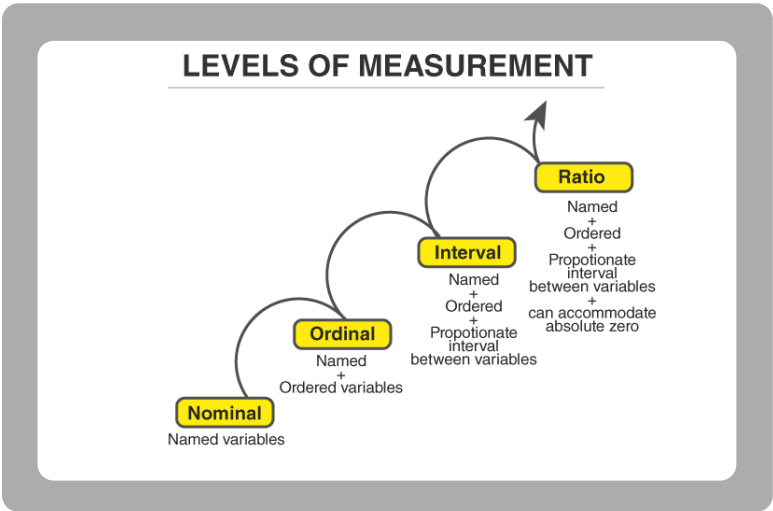 LEVELS OF MEASUREMENT
Ratio
Named
+
Ordered
+
Propotionate
interval
between variables
+
can accommodate
absolute zero
Interval
Named
+
Ordered
+
Propotionate
interval
between variables
Ordinal
Named
+
Ordered variables
Nominal
Named variables